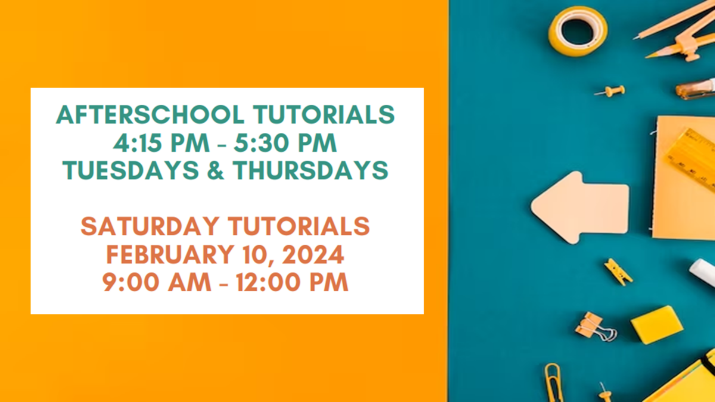 AFTERSCHOOL TUTORIALS
4:15 PM - 5:30 PM
TUESDAYS & THURSDAYS
SATURDAY TUTORIALS
FEBRUARY 10, 2024
9:00 AM - 12:00 PM